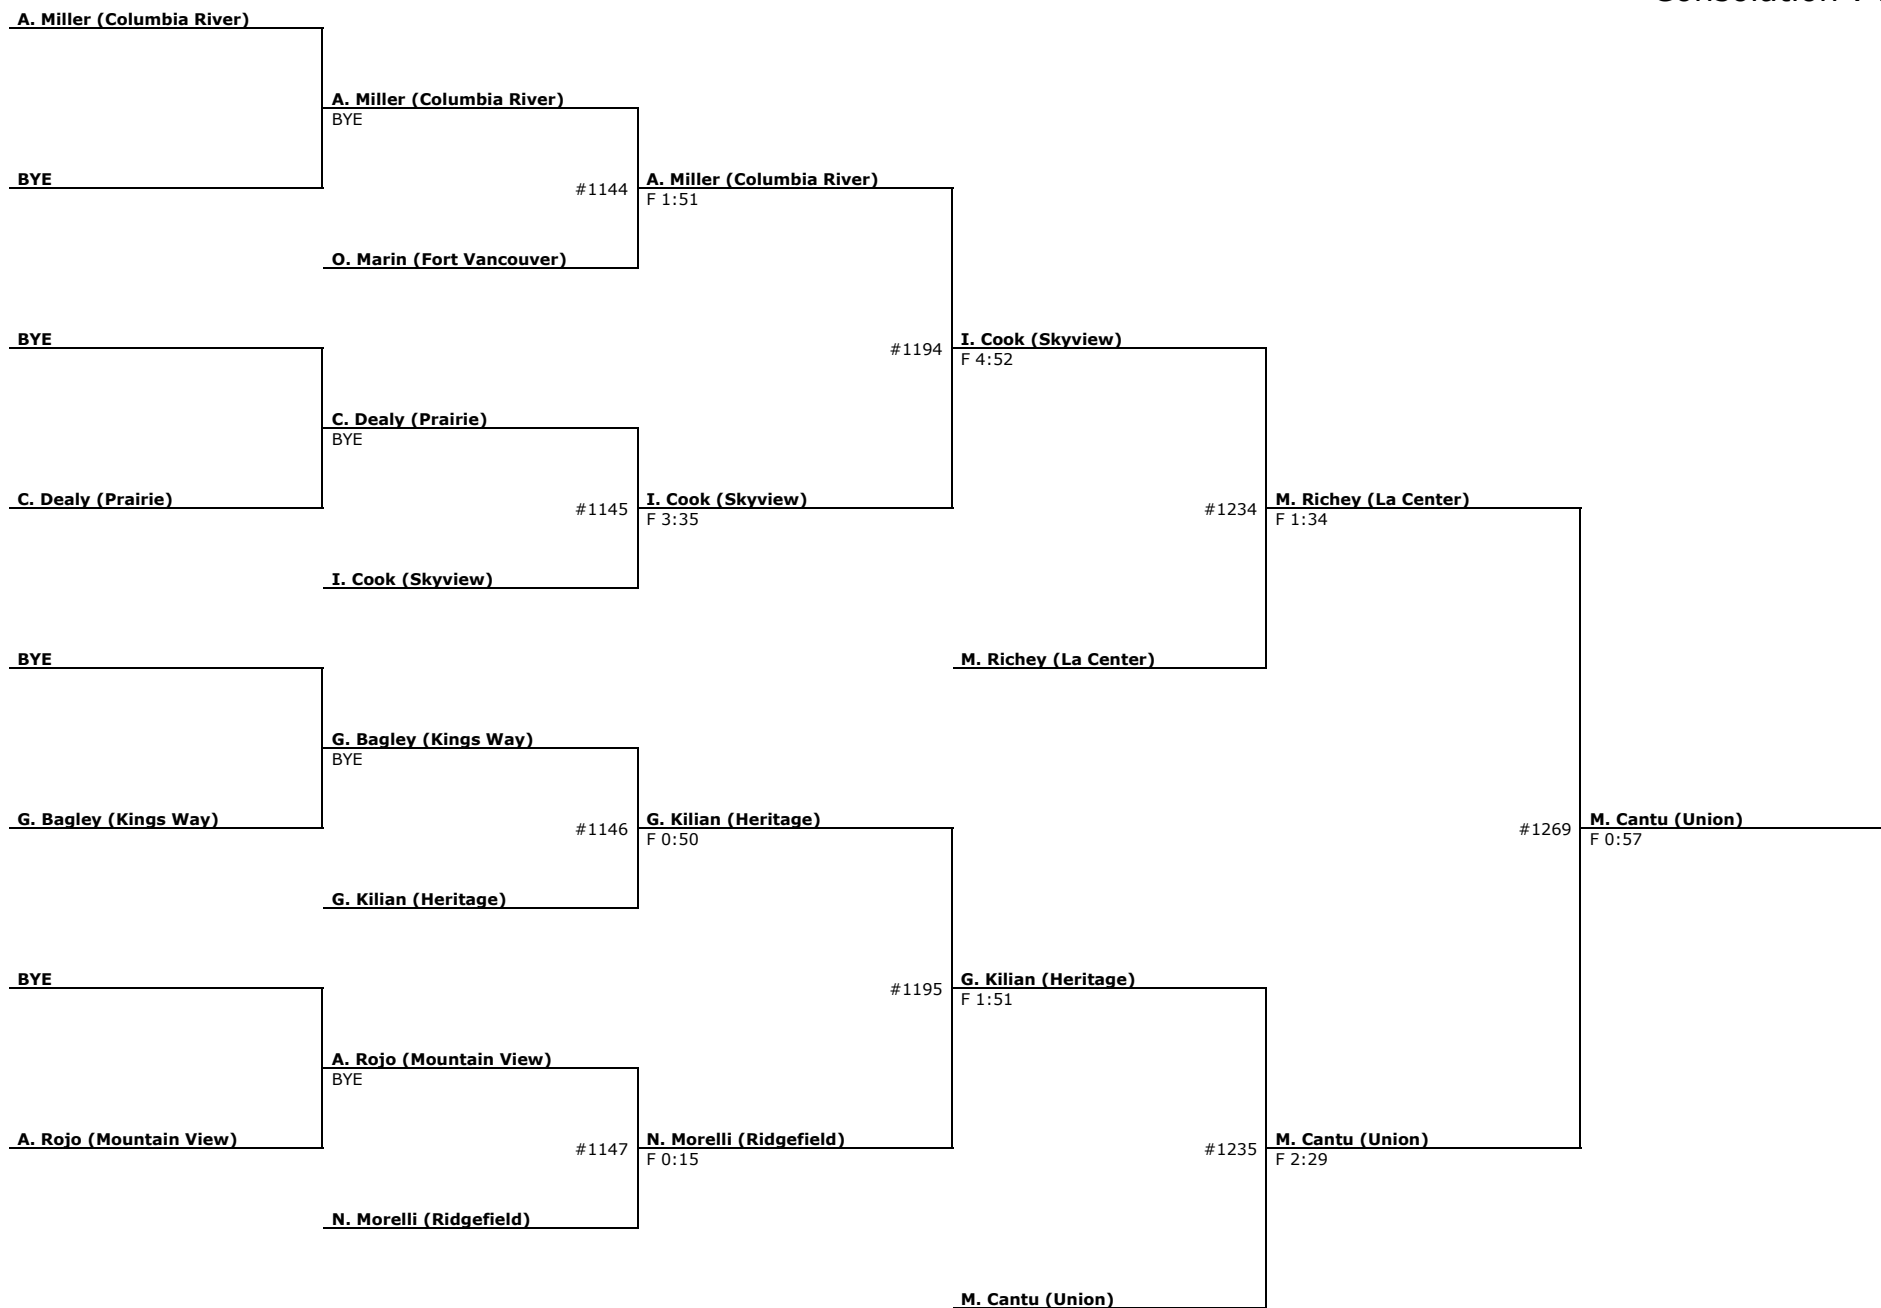 Consolation
A. Miller (Columbia River)
A. Miller (Columbia River)
BYE
BYE
#1144
A. Miller (Columbia River)
F 1:51
O. Marin (Fort Vancouver)
BYE
#1194
I. Cook (Skyview)
F 4:52
C. Dealy (Prairie)
BYE
C. Dealy (Prairie)
#1145
I. Cook (Skyview)
F 3:35
#1234
M. Richey (La Center)
F 1:34
I. Cook (Skyview)
BYE
M. Richey (La Center)
G. Bagley (Kings Way)
BYE
G. Bagley (Kings Way)
#1146
G. Kilian (Heritage)
F 0:50
#1269
M. Cantu (Union)
F 0:57
G. Kilian (Heritage)
BYE
#1195
G. Kilian (Heritage)
F 1:51
A. Rojo (Mountain View)
BYE
A. Rojo (Mountain View)
#1147
N. Morelli (Ridgefield)
F 0:15
#1235
M. Cantu (Union)
F 2:29
N. Morelli (Ridgefield)
M. Cantu (Union)